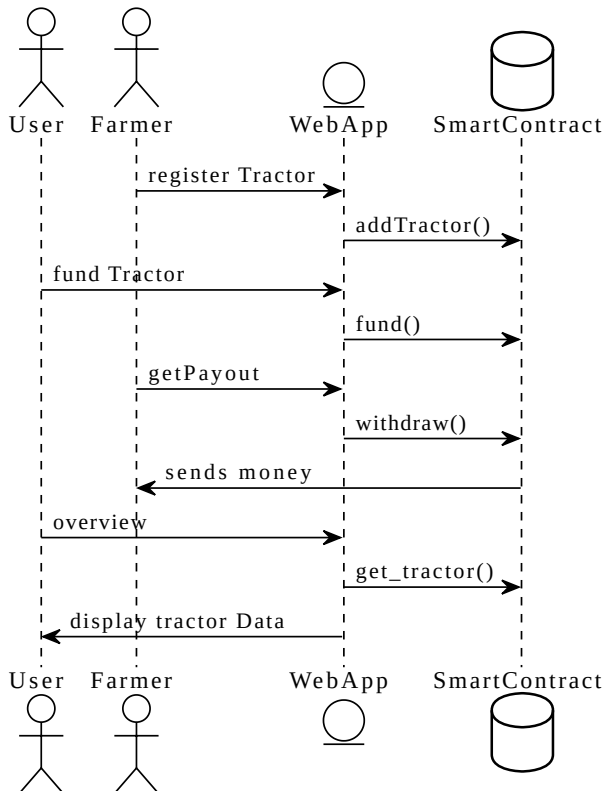 User Farmer WebApp SmartContract
register Tractor
addTractor()
fund Tractor
fund()
getPayout
withdraw()
sends money
overview
get_tractor()
display tractor Data
User Farmer WebApp SmartContract